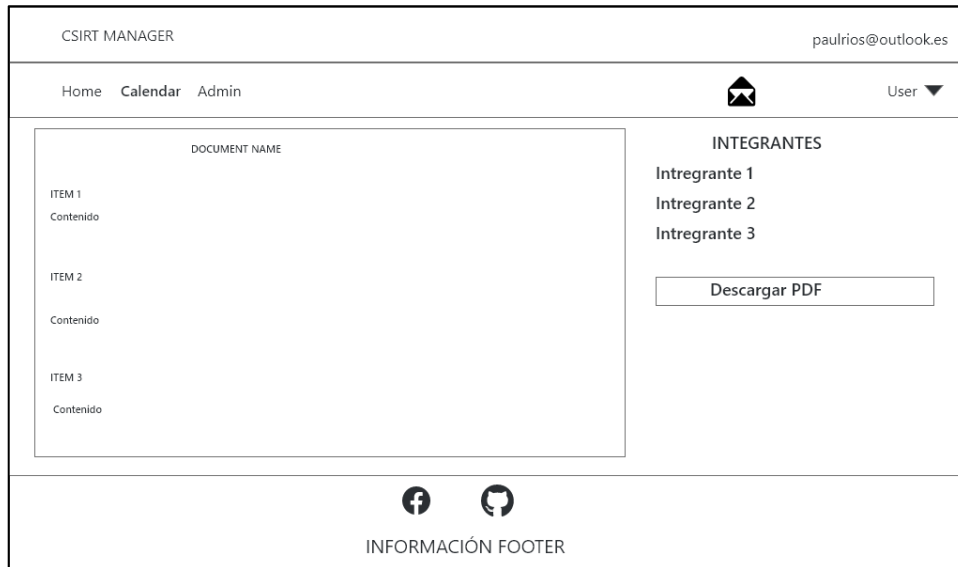 CSIRT MANAGER
paulrios@outlook.es
Home Calendar Admin
User
DOCUMENT NAME
ITEM 1
Contenido
ITEM 2
Contenido
ITEM 3
Contenido
INTEGRANTES
Intregrante 1
Intregrante 2
Intregrante 3
Descargar PDF
INFORMACIÓN FOOTER